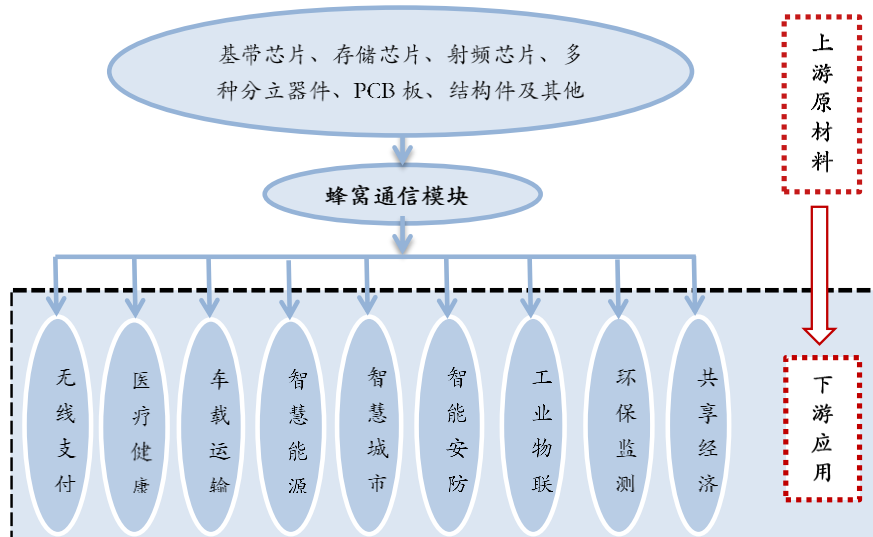 基带芯片、存储芯片、射频芯片、多
种分立器件、PCB 板、结构件及其他
上游原材料
蜂窝通信模块
无线支付
医疗健康
车载运输
智慧能源
智慧城市
智能安防
工业物联
环保监测
共享经济
下游应用